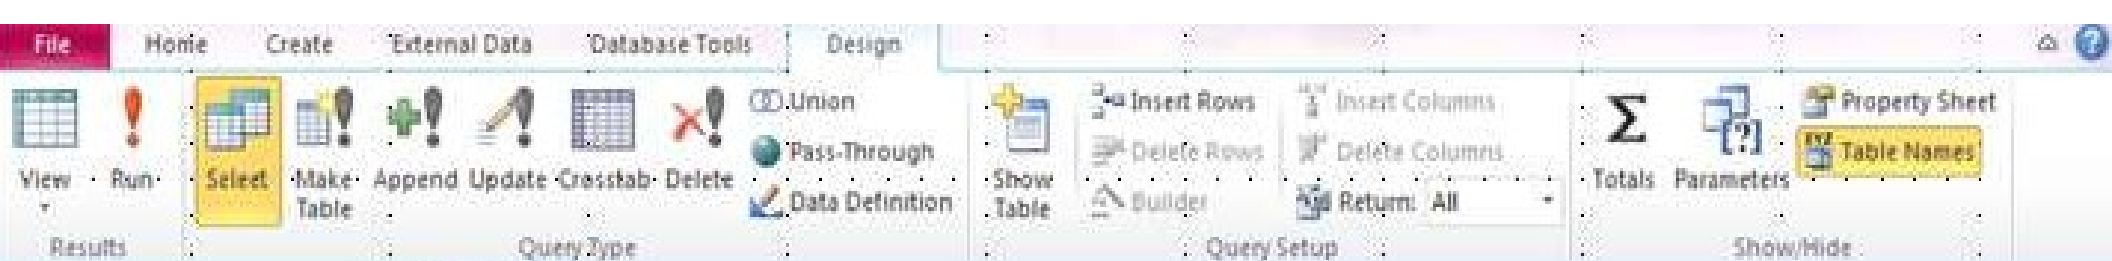 File Home Create External Data Database Tools Design
Union Insert Rows Insert Columns Property Sheet
Pass-Through Delete Rows Delete Columns Table Names
View Run Select Make Table Append Update Crosstab Delete Show Table Totals Parameters
Data Definition Builder Return: All
Results Query Type Query Setup Show/Hide